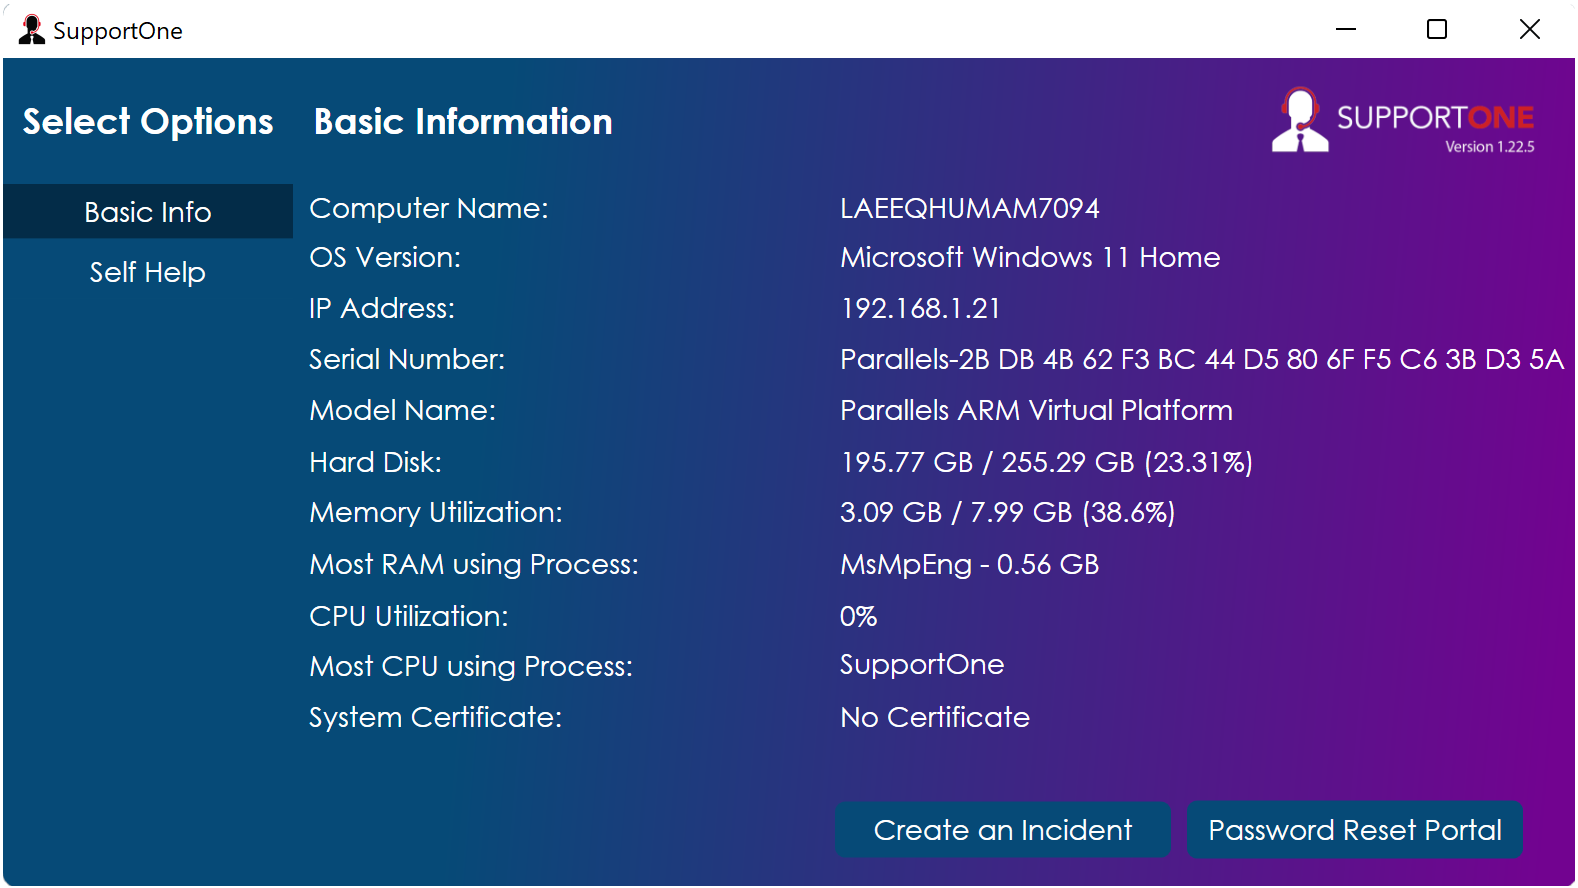 SupportOne
Select Options
Basic Information
SUPPORTONE
Version 1.22.5
Basic Info
Self Help
Computer Name: LAEEQHUMAM7094
OS Version: Microsoft Windows 11 Home
IP Address: 192.168.1.21
Serial Number: Parallels-2B DB 4B 62 F3 BC 44 D5 80 6F F5 C6 3B D3 5A
Model Name: Parallels ARM Virtual Platform
Hard Disk: 195.77 GB / 255.29 GB (23.31%)
Memory Utilization: 3.09 GB / 7.99 GB (38.6%)
Most RAM using Process: MsMpEng - 0.56 GB
CPU Utilization: 0%
Most CPU using Process: SupportOne
System Certificate: No Certificate
Create an Incident
Password Reset Portal